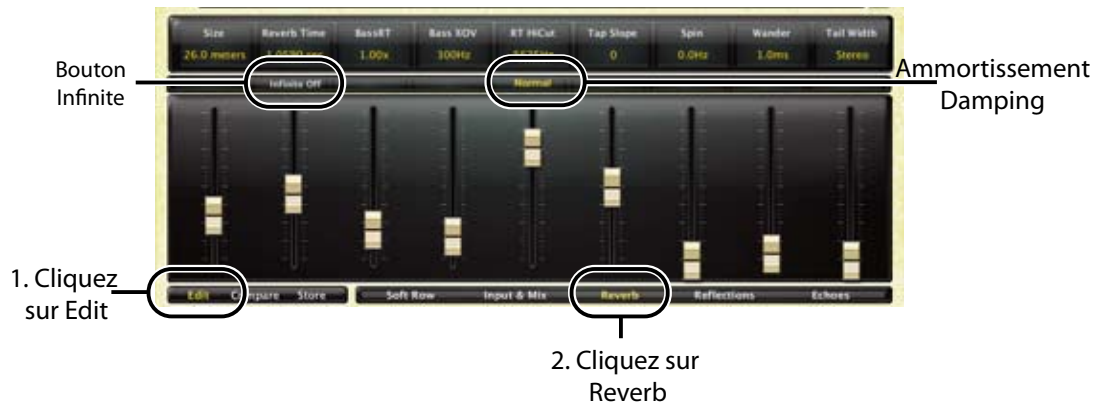 Size Reverb Time BassRT Bass XOV RT HiCut Tap Slope Spin Wander Tail Width
26.0 meters 1.00x 300Hz 0 0.0Hz 1.0ms Stereo
Bouton
Infinite
Infinite Off Normal
Ammortissement
Damping
1. Cliquez
sur Edit
Edit Compare Store Soft Row Input & Mix Reverb Reflections Echoes
2. Cliquez sur
Reverb